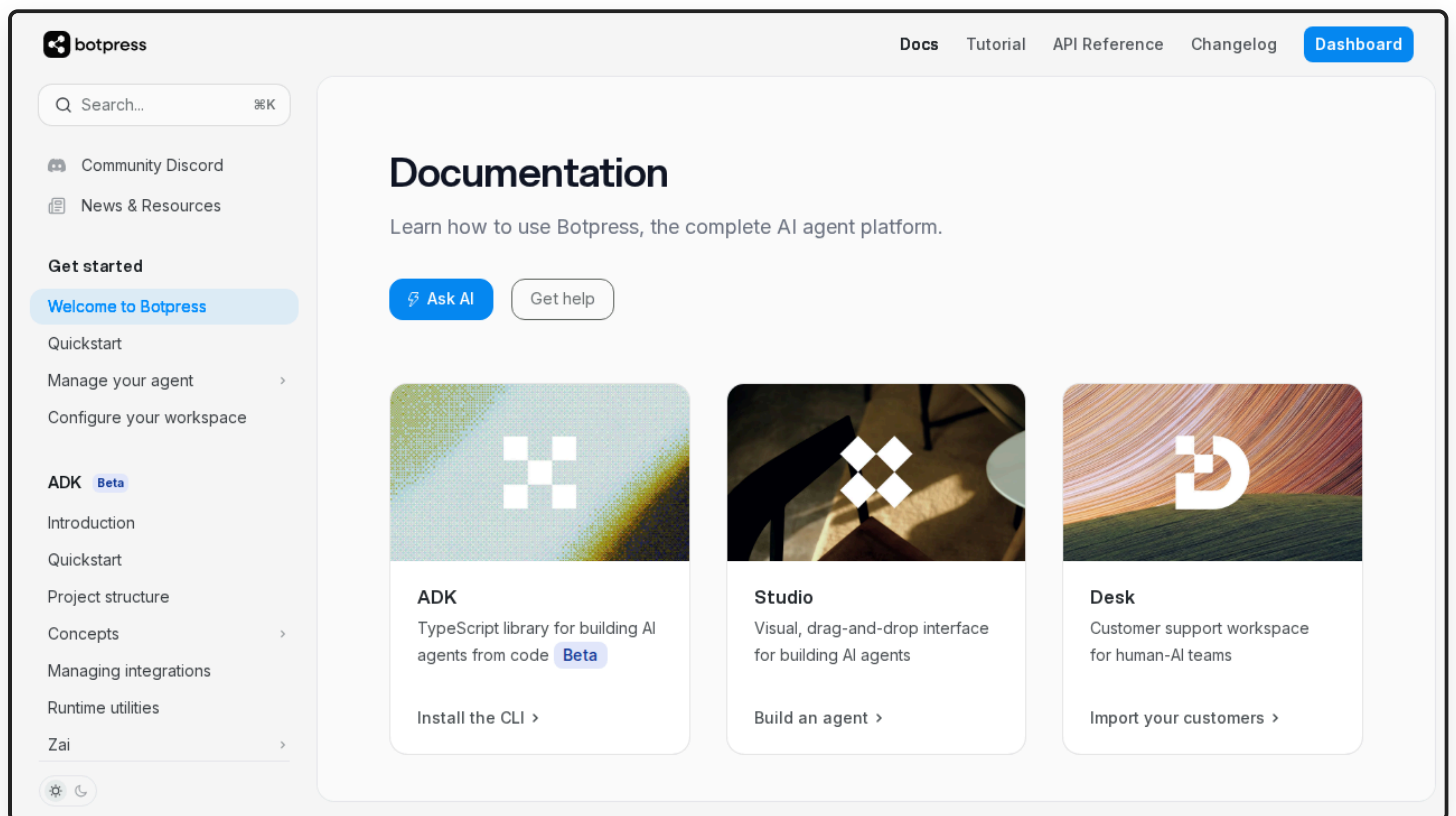 botpress
Docs
Tutorial
API Reference
Changelog
Dashboard
Search...
⌘K
Community Discord
News & Resources
Get started
Welcome to Botpress
Quickstart
Manage your agent
Configure your workspace
ADK Beta
Introduction
Quickstart
Project structure
Concepts
Managing integrations
Runtime utilities
Zai
Documentation
Learn how to use Botpress, the complete AI agent platform.
Ask AI
Get help
ADK
TypeScript library for building AI
agents from code Beta
Install the CLI
Studio
Visual, drag-and-drop interface
for building AI agents
Build an agent
Desk
Customer support workspace
for human-AI teams
Import your customers